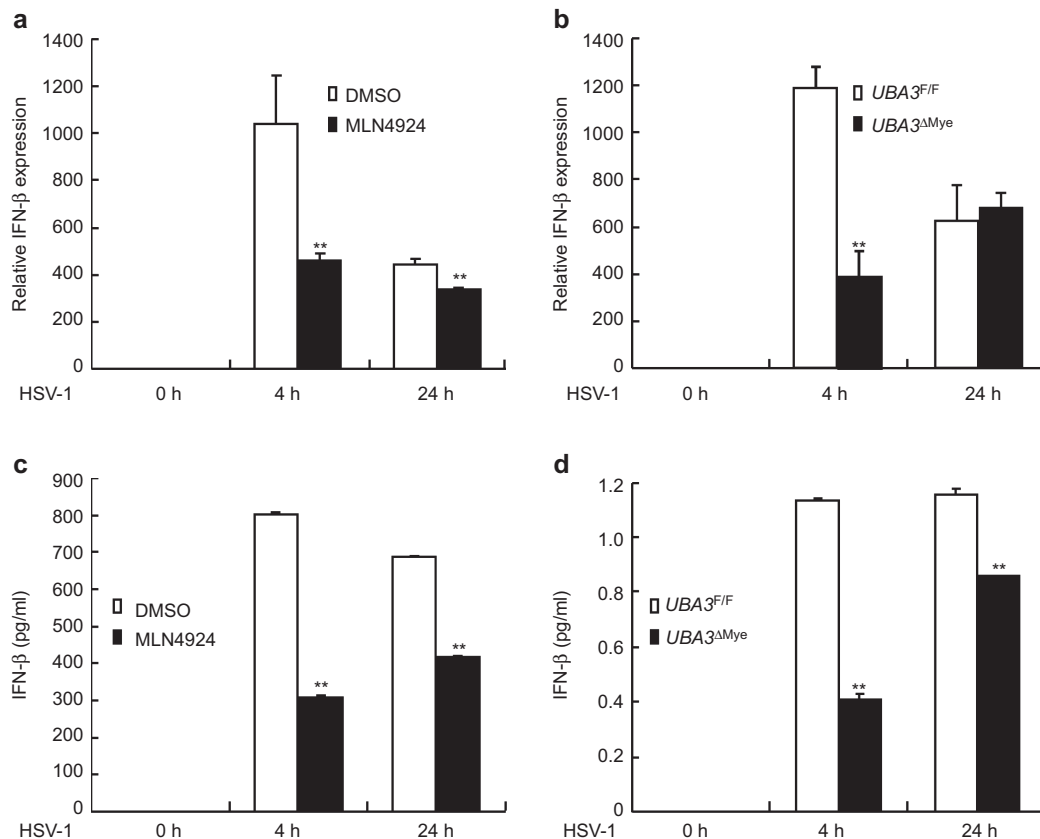 a
1400
1200
1000
800
600
400
200
0
Relative IFN-β expression
DMSO
MLN4924
**
**
HSV-1 0 h 4 h 24 h
b
1400
1200
1000
800
600
400
200
0
Relative IFN-β expression
UBA3F/F
UBA3ΔMye
**
HSV-1 0 h 4 h 24 h
c
900
800
700
600
500
400
300
200
100
0
IFN-β (pg/ml)
DMSO
MLN4924
**
**
HSV-1 0 h 4 h 24 h
d
1.2
1.0
0.8
0.6
0.4
0.2
0
IFN-β (pg/ml)
UBA3F/F
UBA3ΔMye
**
**
HSV-1 0 h 4 h 24 h